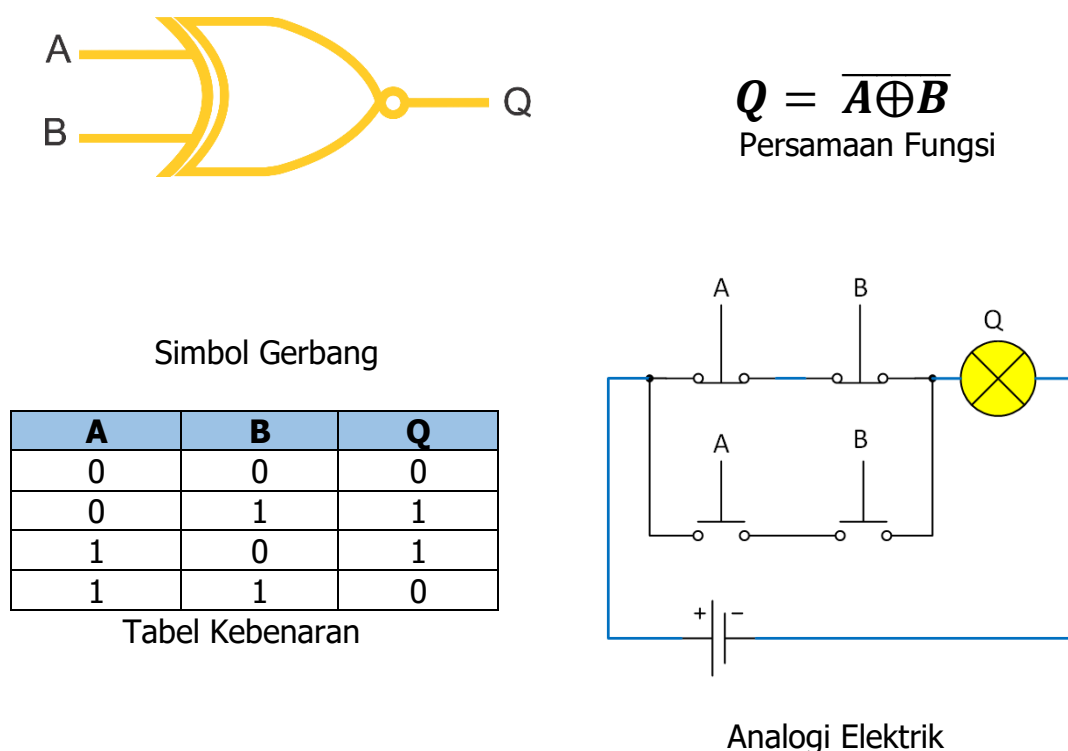 A
B
Q
Q = \overline{A⊕B}
Persamaan Fungsi
Simbol Gerbang
A B Q
0 0 0
0 1 1
1 0 1
1 1 0
Tabel Kebenaran
A B
Q
A B
+ −
Analogi Elektrik